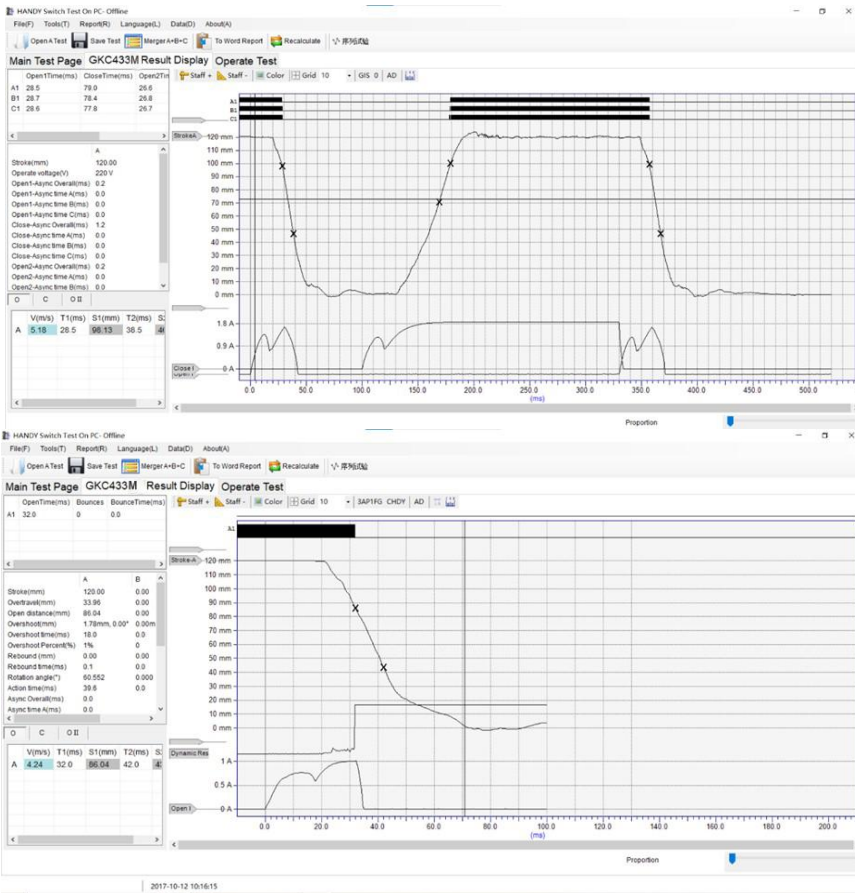 HANDY Switch Test On PC- Offline
File(F) Tools(T) Report(R) Language(L) Data(D) About(A)
Open A Test Save Test Merger A+B+C To Word Report Recalculate 序列试验
Main Test Page GKC433M Result Display Operate Test
Open1Time(ms) CloseTime(ms) Open2Tin
A1 28.5 79.0 26.6
B1 28.7 78.4 26.8
C1 28.6 77.8 26.7
Staff + Staff - Color Grid 10 GIS 0 AD
A1
B1
C1
StrokeA 120 mm
110 mm
100 mm
90 mm
80 mm
70 mm
60 mm
50 mm
40 mm
30 mm
20 mm
10 mm
0 mm
1.8 A
0.9 A
Close I 0 A
0.0 50.0 100.0 150.0 200.0 250.0 300.0 350.0 400.0 450.0 500.0
(ms)
A
Stroke(mm) 120.00
Operate voltage(V) 220 V
Open1-Async Overall(ms) 0.2
Open1-Async time A(ms) 0.0
Open1-Async time B(ms) 0.0
Open1-Async time C(ms) 0.0
Close-Async Overall(ms) 1.2
Close-Async time A(ms) 0.0
Close-Async time B(ms) 0.0
Close-Async time C(ms) 0.0
Open2-Async Overall(ms) 0.2
Open2-Async time A(ms) 0.0
Open2-Async time B(ms) 0.0
O C O II
V(m/s) T1(ms) S1(mm) T2(ms) S:
A 5.18 28.5 98.13 38.5
Proportion
HANDY Switch Test On PC- Offline
File(F) Tools(T) Report(R) Language(L) Data(D) About(A)
Open A Test Save Test Merger A+B+C To Word Report Recalculate 序列试验
Main Test Page GKC433M Result Display Operate Test
OpenTime(ms) Bounces BounceTime(ms)
A1 32.0 0 0.0
Staff + Staff - Color Grid 10 3AP1FG CHDY AD
A1
Stroke-A 120 mm
110 mm
100 mm
90 mm
80 mm
70 mm
60 mm
50 mm
40 mm
30 mm
20 mm
10 mm
0 mm
Dynamic Res
1 A
0.5 A
Open I 0 A
0.0 20.0 40.0 60.0 80.0 100.0 120.0 140.0 160.0 180.0 200.0
(ms)
A B
Stroke(mm) 120.00 0.00
Overtravel(mm) 33.96 0.00
Open distance(mm) 86.04 0.00
Overshoot(mm) 1.78mm, 0.00° 0.00m
Overshoot time(ms) 18.0 0.0
Overshoot Percent(%) 1% 0
Rebound (mm) 0.00 0.00
Rebound time(ms) 0.1 0.0
Rotation angle(°) 60.552 0.000
Action time(ms) 39.6 0.0
Async Overall(ms) 0.0
Async time A(ms) 0.0
O C O II
V(m/s) T1(ms) S1(mm) T2(ms) S:
A 4.24 32.0 86.04 42.0
Proportion
2017-10-12 10:16:15